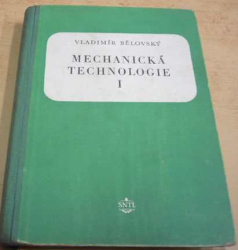 VLADIMÍR BĚLOVSKÝ
MECHANICKÁ
TECHNOLOGIE
I
SNTL